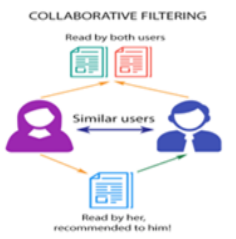 COLLABORATIVE FILTERING
Read by both users
Similar users
Read by her,
recommended to him!